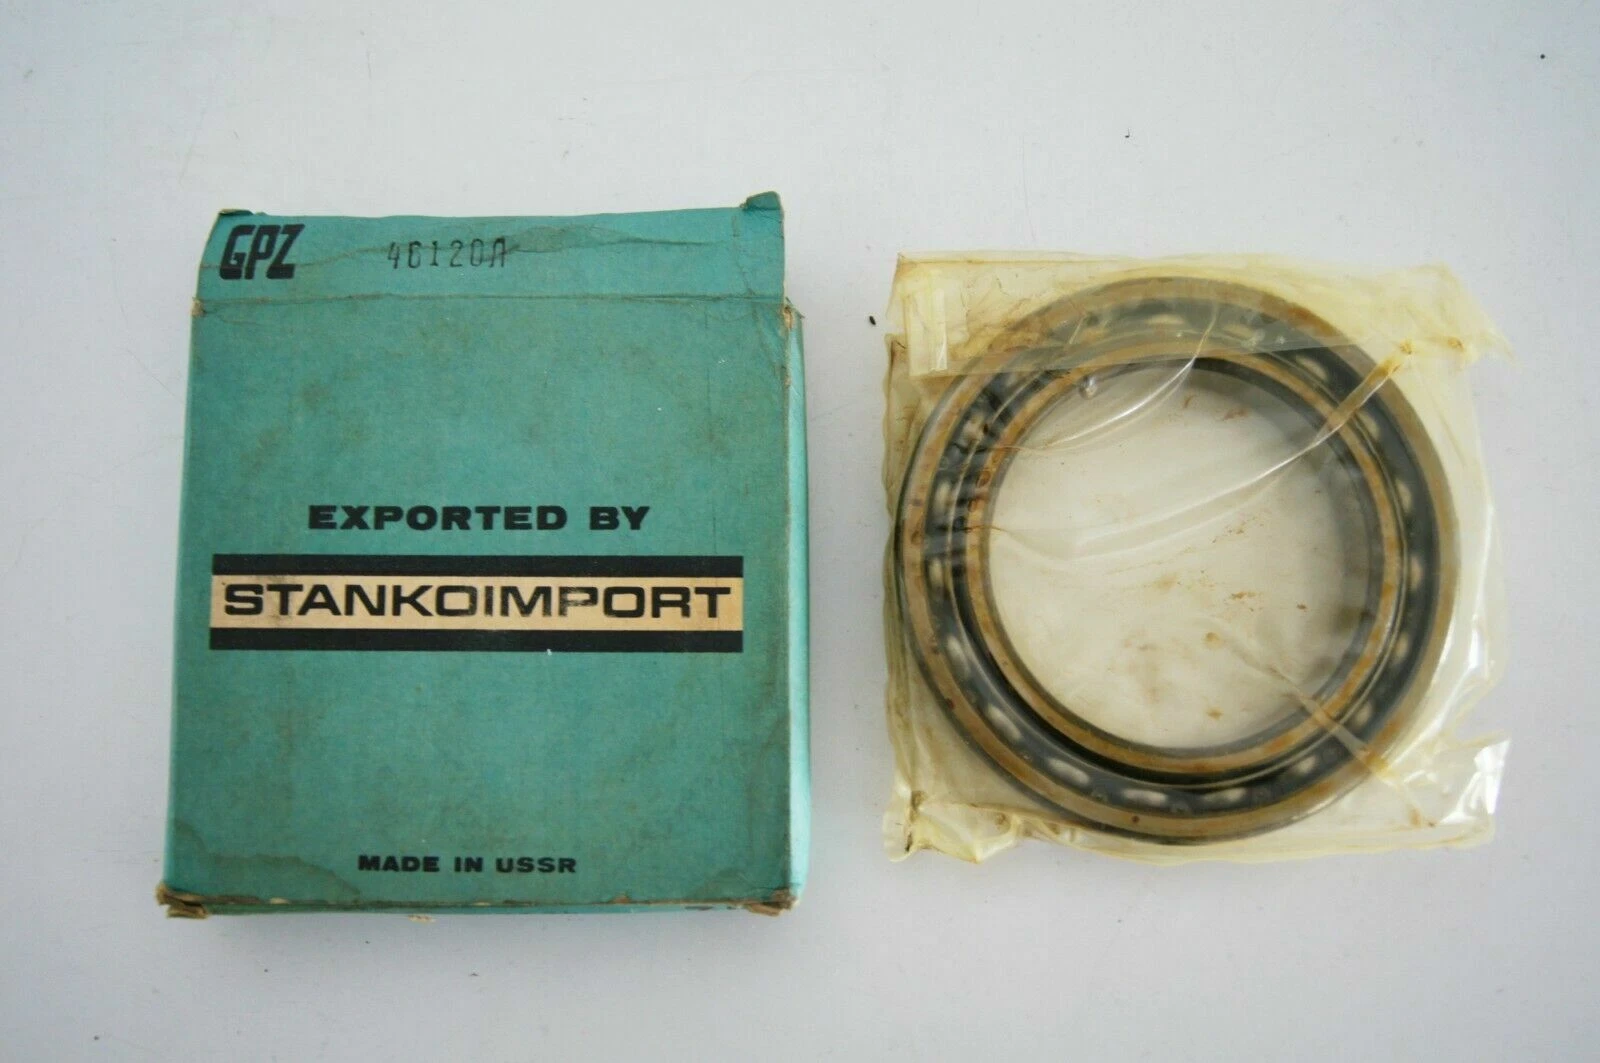 GPZ 46120Л
EXPORTED BY
STANKOIMPORT
MADE IN USSR